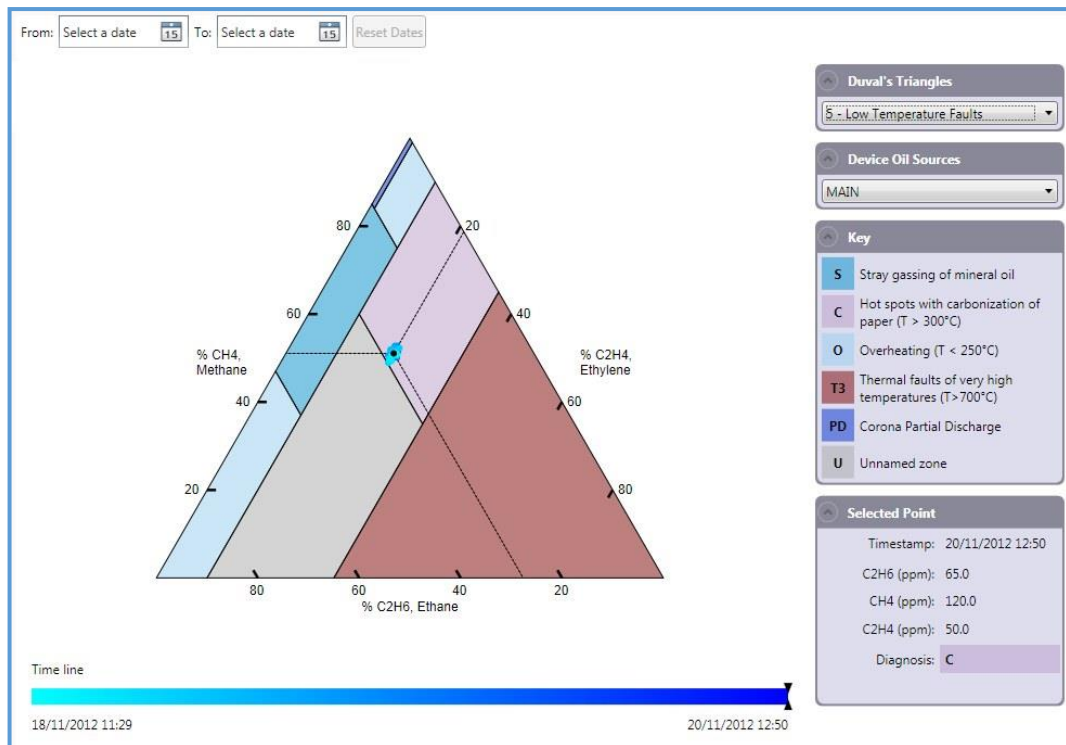 From: Select a date 15 To: Select a date 15 Reset Dates
Duval's Triangles
5 - Low Temperature Faults
Device Oil Sources
MAIN
Key
S Stray gassing of mineral oil
C Hot spots with carbonization of
paper (T > 300°C)
O Overheating (T < 250°C)
T3 Thermal faults of very high
temperatures (T>700°C)
PD Corona Partial Discharge
U Unnamed zone
Selected Point
Timestamp: 20/11/2012 12:50
C2H6 (ppm): 65.0
CH4 (ppm): 120.0
C2H4 (ppm): 50.0
Diagnosis: C
80 20
60 40
% CH4,
Methane
% C2H4,
Ethylene
40 60
20 80
80 60 40 20
% C2H6, Ethane
Time line
18/11/2012 11:29 20/11/2012 12:50